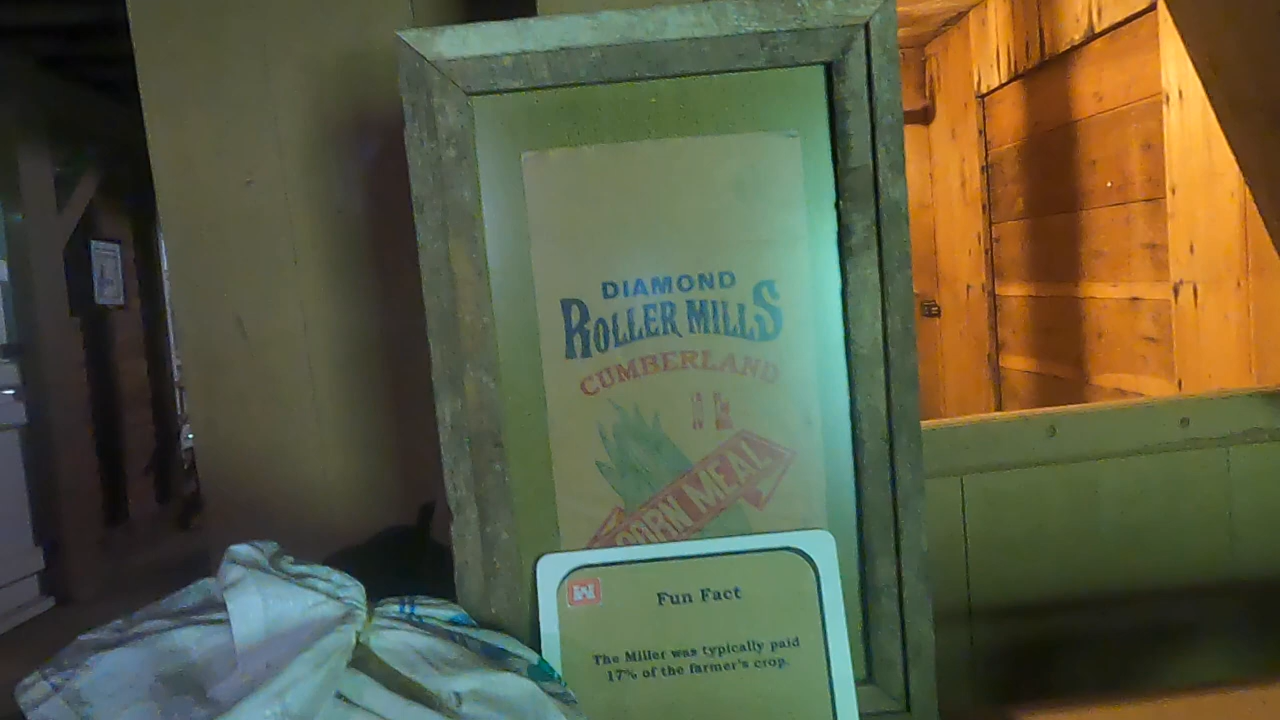 DIAMOND
ROLLER MILLS
CUMBERLAND
CORN MEAL
Fun Fact
The Miller was typically paid
17% of the farmer's crop.